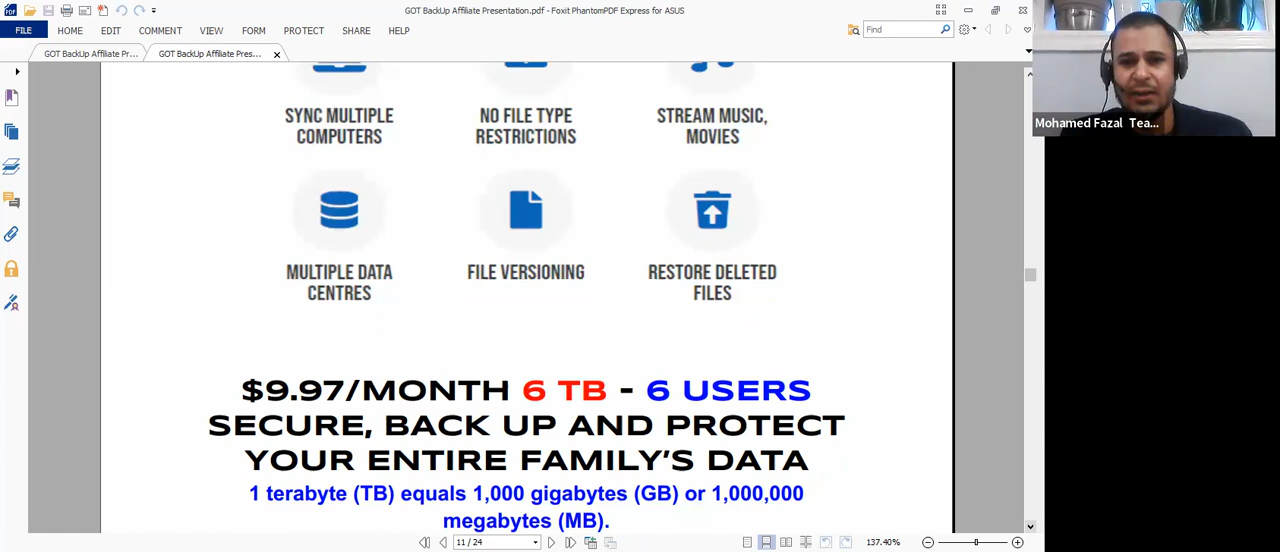 GOT BackUp Affiliate Presentation.pdf - Foxit PhantomPDF Express for ASUS
FILE HOME EDIT COMMENT VIEW FORM PROTECT SHARE HELP
Find
GOT BackUp Affiliate Pr... GOT BackUp Affiliate Pres...
Mohamed Fazal Tea...
SYNC MULTIPLE
COMPUTERS
NO FILE TYPE
RESTRICTIONS
STREAM MUSIC,
MOVIES
MULTIPLE DATA
CENTRES
FILE VERSIONING
RESTORE DELETED
FILES
$9.97/MONTH 6 TB - 6 USERS
SECURE, BACK UP AND PROTECT
YOUR ENTIRE FAMILY'S DATA
1 terabyte (TB) equals 1,000 gigabytes (GB) or 1,000,000
megabytes (MB).
11 / 24
137.40%